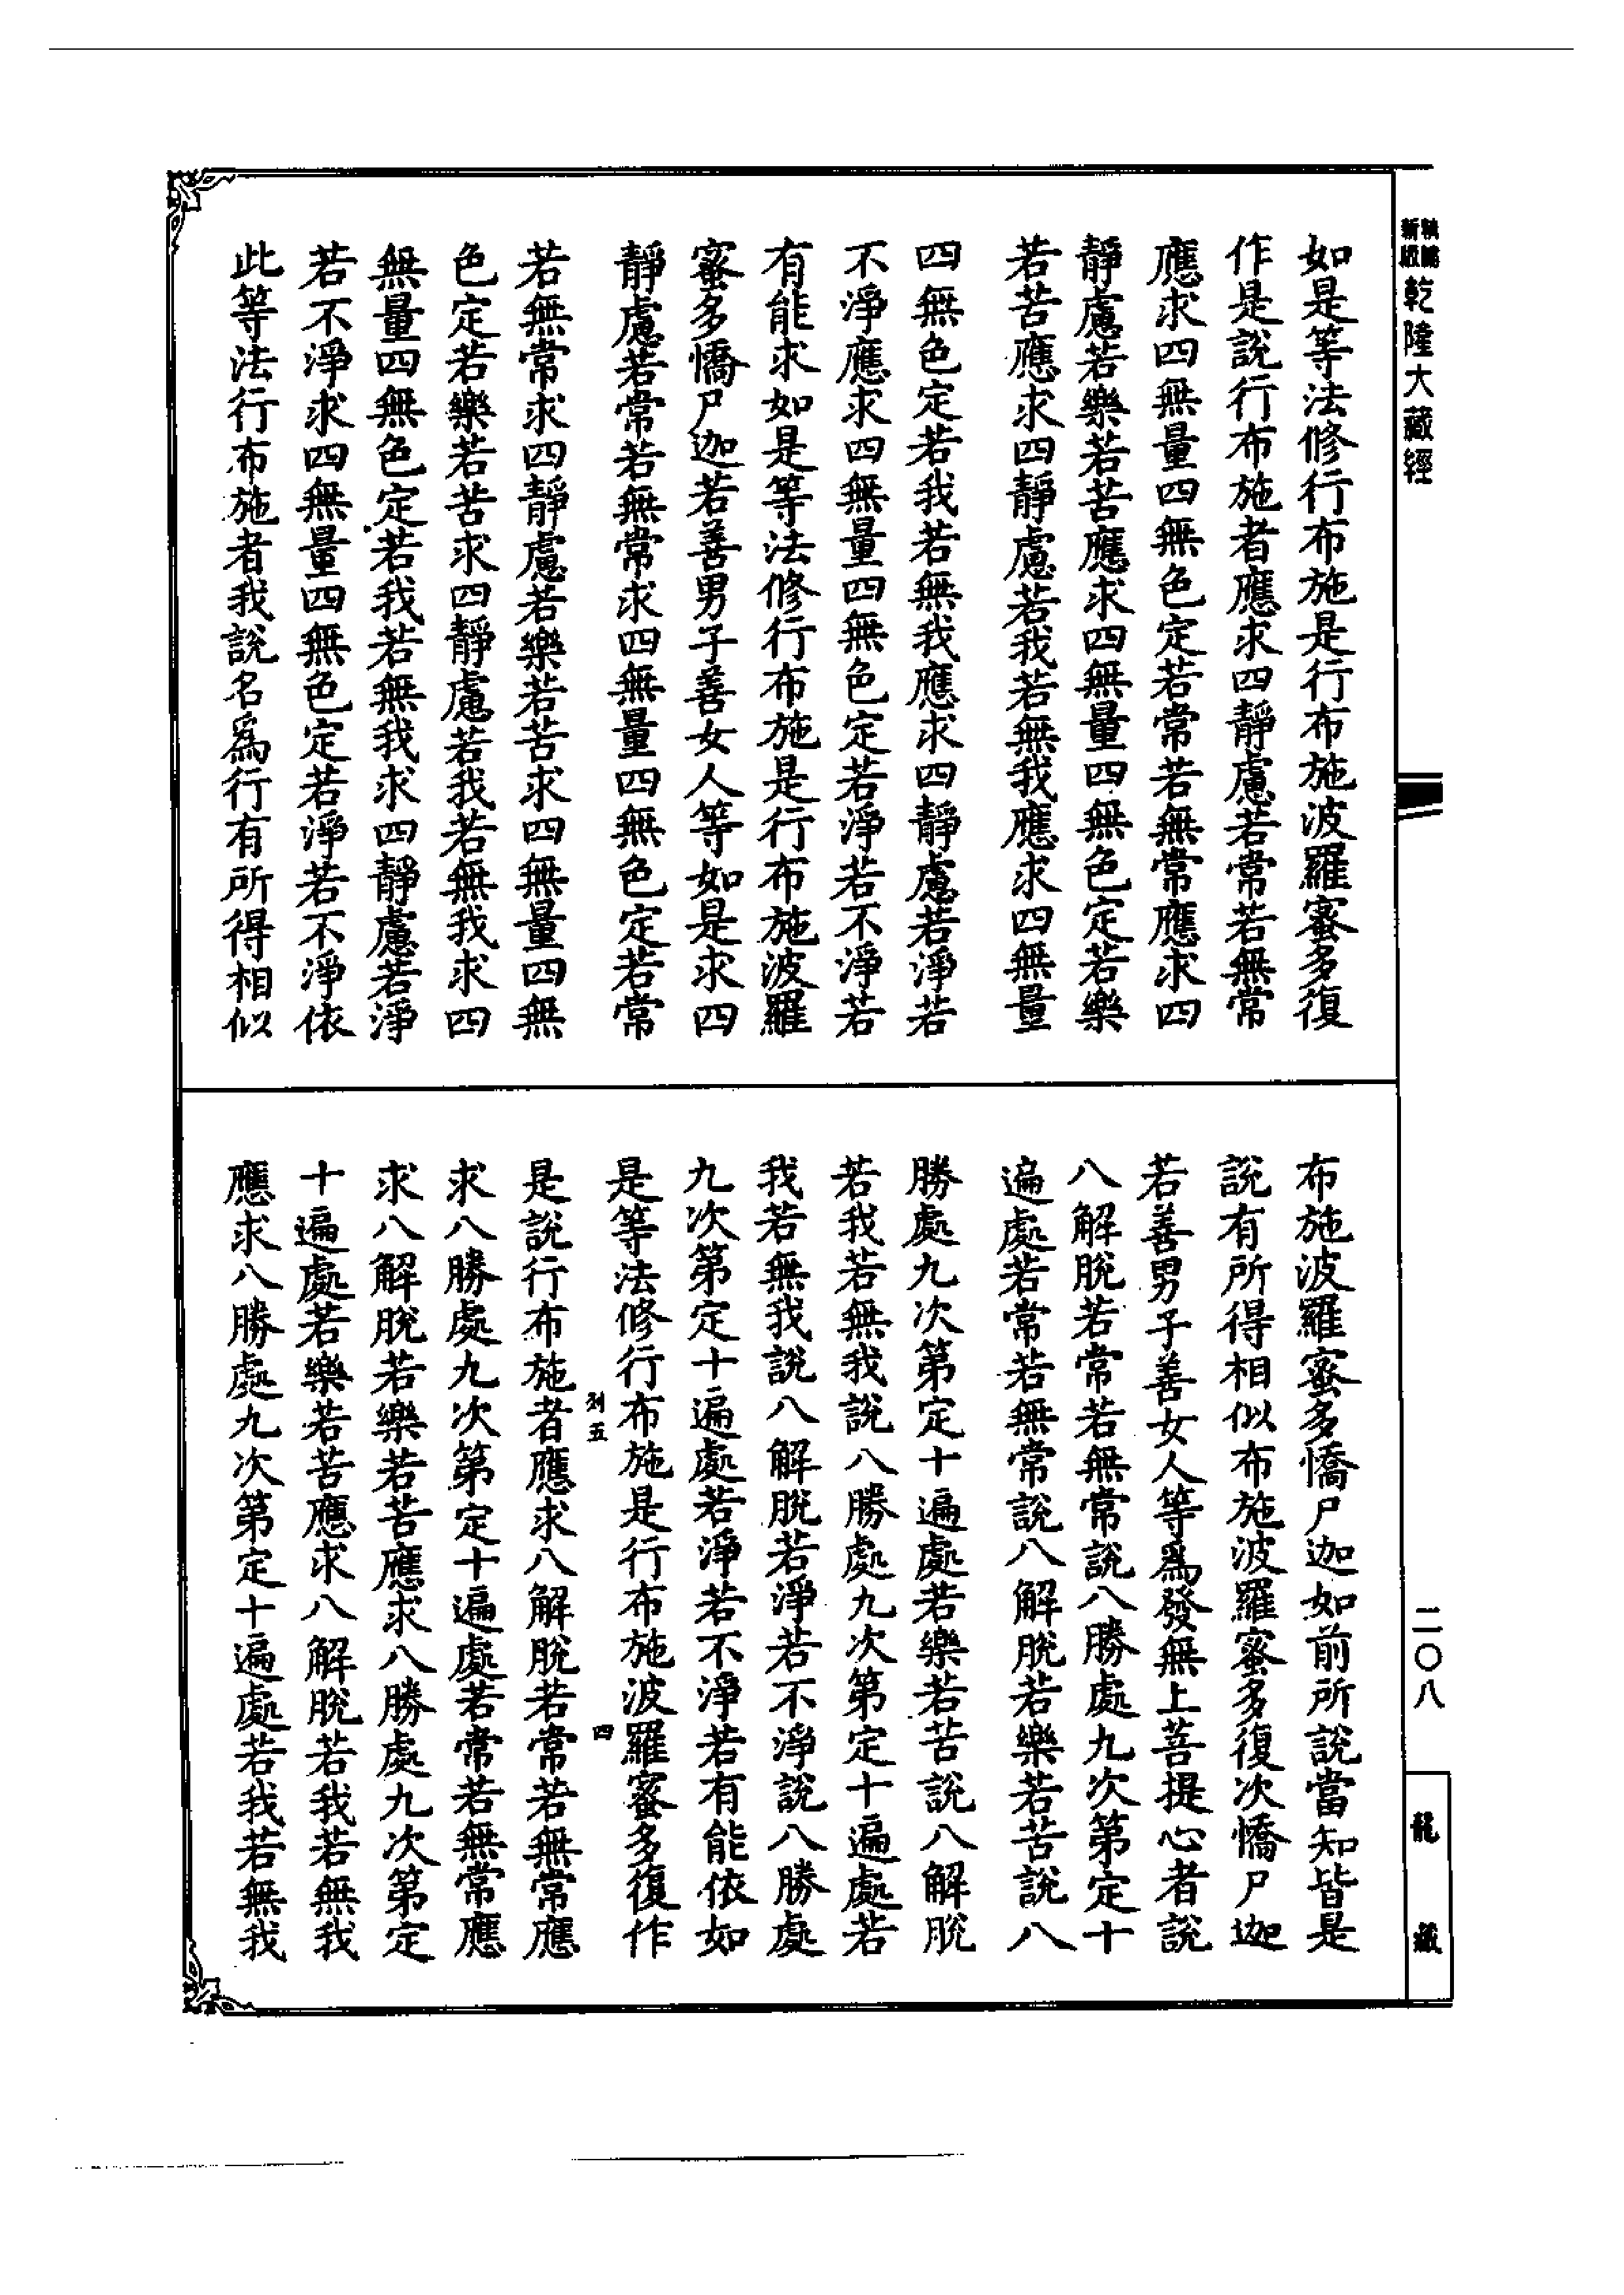 乾隆大藏經
如是等法修行布施是行布施波羅蜜多復
作是說行布施者應求四靜慮若常若無常
應求四無量四無色定若常若無常應求四
靜慮若樂若苦應求四無量四無色定若樂
若苦應求四靜慮若我若無我應求四無量
四無色定若我若無我應求四靜慮若淨若
不淨應求四無量四無色定若淨若不淨若
有能求如是等法修行布施是行布施波羅
蜜多憍尸迦若善男子善女人等如是求四
靜慮若常若無常求四無量四無色定若常
若無常求四靜慮若樂若苦求四無量四無
色定若樂若苦求四靜慮若我若無我求四
無量四無色定若我若無我求四靜慮若淨
若不淨求四無量四無色定若淨若不淨依
此等法行布施者我說名爲行有所得相似
布施波羅蜜多憍尸迦如前所說當知皆是
說有所得相似布施波羅蜜多復次憍尸迦
若善男子善女人等爲發無上菩提心者說
八解脫若常若無常說八勝處九次第定十
遍處若常若無常說八解脫若樂若苦說八
勝處九次第定十遍處若樂若苦說八解脫
若我若無我說八勝處九次第定十遍處若
我若無我說八解脫若淨若不淨說八勝處
九次第定十遍處若淨若不淨若有能依如
是等法修行布施是行布施波羅蜜多復作
列五
四
是說行布施者應求八解脫若常若無常應
求八勝處九次第定十遍處若常若無常應
求八解脫若樂若苦應求八勝處九次第定
十遍處若樂若苦應求八解脫若我若無我
應求八勝處九次第定十遍處若我若無我
二〇八
龍藏